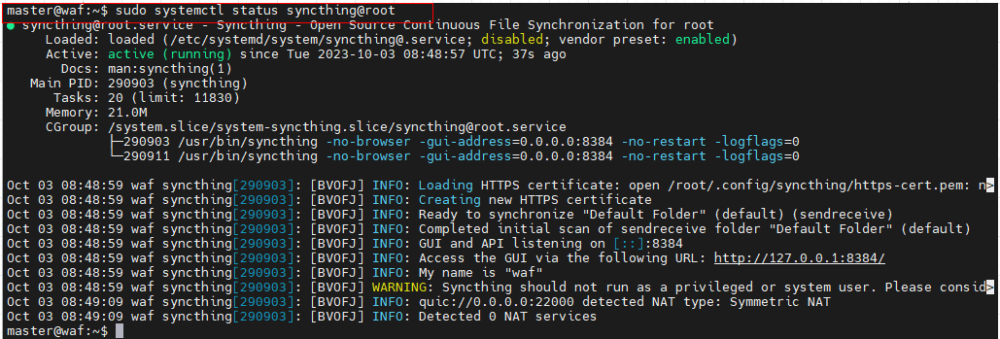 master@waf:~$ sudo systemctl status syncthing@root
● syncthing@root.service - Syncthing - Open Source Continuous File Synchronization for root
Loaded: loaded (/etc/systemd/system/syncthing@.service; disabled; vendor preset: enabled)
Active: active (running) since Tue 2023-10-03 08:48:57 UTC; 37s ago
Docs: man:syncthing(1)
Main PID: 290903 (syncthing)
Tasks: 20 (limit: 11830)
Memory: 21.0M
CGroup: /system.slice/system-syncthing.slice/syncthing@root.service
├─290903 /usr/bin/syncthing -no-browser -gui-address=0.0.0.0:8384 -no-restart -logflags=0
└─290911 /usr/bin/syncthing -no-browser -gui-address=0.0.0.0:8384 -no-restart -logflags=0
Oct 03 08:48:59 waf syncthing[290903]: [BVOFJ] INFO: Loading HTTPS certificate: open /root/.config/syncthing/https-cert.pem: n>
Oct 03 08:48:59 waf syncthing[290903]: [BVOFJ] INFO: Creating new HTTPS certificate
Oct 03 08:48:59 waf syncthing[290903]: [BVOFJ] INFO: Ready to synchronize "Default Folder" (default) (sendreceive)
Oct 03 08:48:59 waf syncthing[290903]: [BVOFJ] INFO: Completed initial scan of sendreceive folder "Default Folder" (default)
Oct 03 08:48:59 waf syncthing[290903]: [BVOFJ] INFO: GUI and API listening on [::]:8384
Oct 03 08:48:59 waf syncthing[290903]: [BVOFJ] INFO: Access the GUI via the following URL: http://127.0.0.1:8384/
Oct 03 08:48:59 waf syncthing[290903]: [BVOFJ] INFO: My name is "waf"
Oct 03 08:48:59 waf syncthing[290903]: [BVOFJ] WARNING: Syncthing should not run as a privileged or system user. Please consid>
Oct 03 08:49:09 waf syncthing[290903]: [BVOFJ] INFO: quic://0.0.0.0:22000 detected NAT type: Symmetric NAT
Oct 03 08:49:09 waf syncthing[290903]: [BVOFJ] INFO: Detected 0 NAT services
master@waf:~$